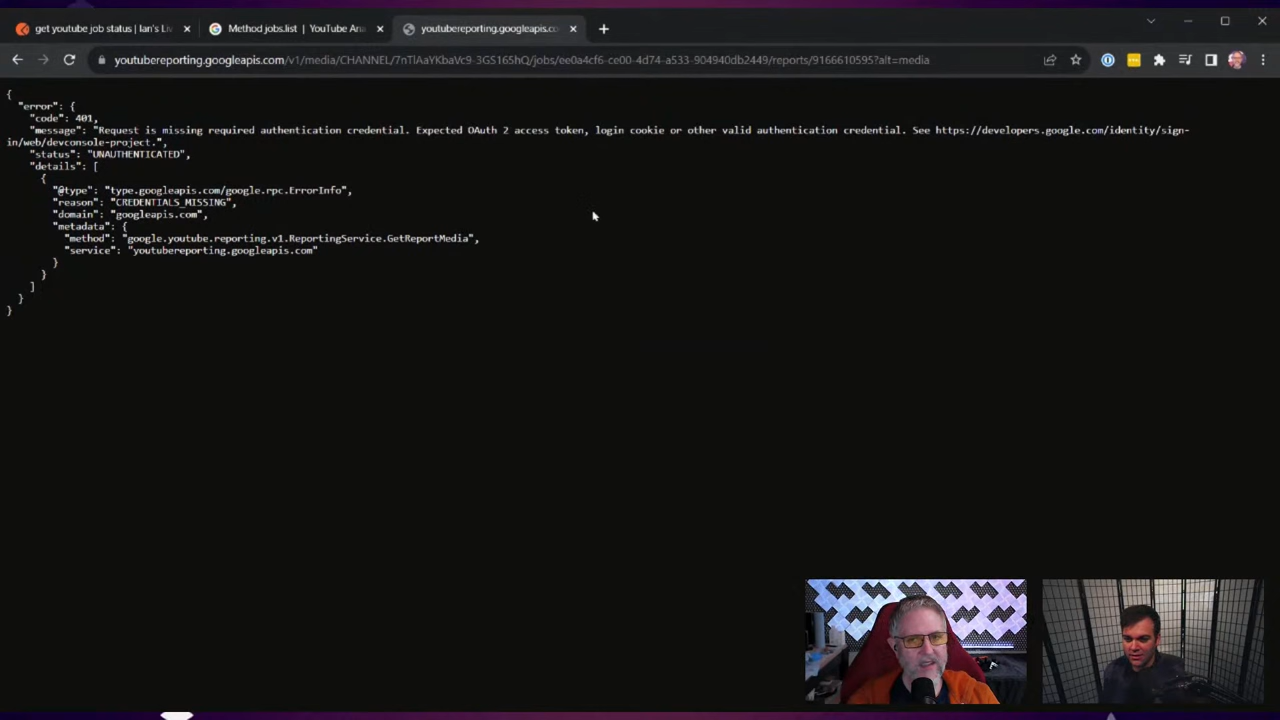 get youtube job status | Ian's Liv
Method jobs.list | YouTube Ana
youtubereporting.googleapis.co
youtubereporting.googleapis.com/v1/media/CHANNEL/7nTlAaYKbaVc9-3GS165hQ/jobs/ee0a4cf6-ce00-4d74-a533-904940db2449/reports/9166610595?alt=media
{
"error": {
"code": 401,
"message": "Request is missing required authentication credential. Expected OAuth 2 access token, login cookie or other valid authentication credential. See https://developers.google.com/identity/sign-
in/web/devconsole-project.",
"status": "UNAUTHENTICATED",
"details": [
{
"@type": "type.googleapis.com/google.rpc.ErrorInfo",
"reason": "CREDENTIALS_MISSING",
"domain": "googleapis.com",
"metadata": {
"method": "google.youtube.reporting.v1.ReportingService.GetReportMedia",
"service": "youtubereporting.googleapis.com"
}
}
]
}
}